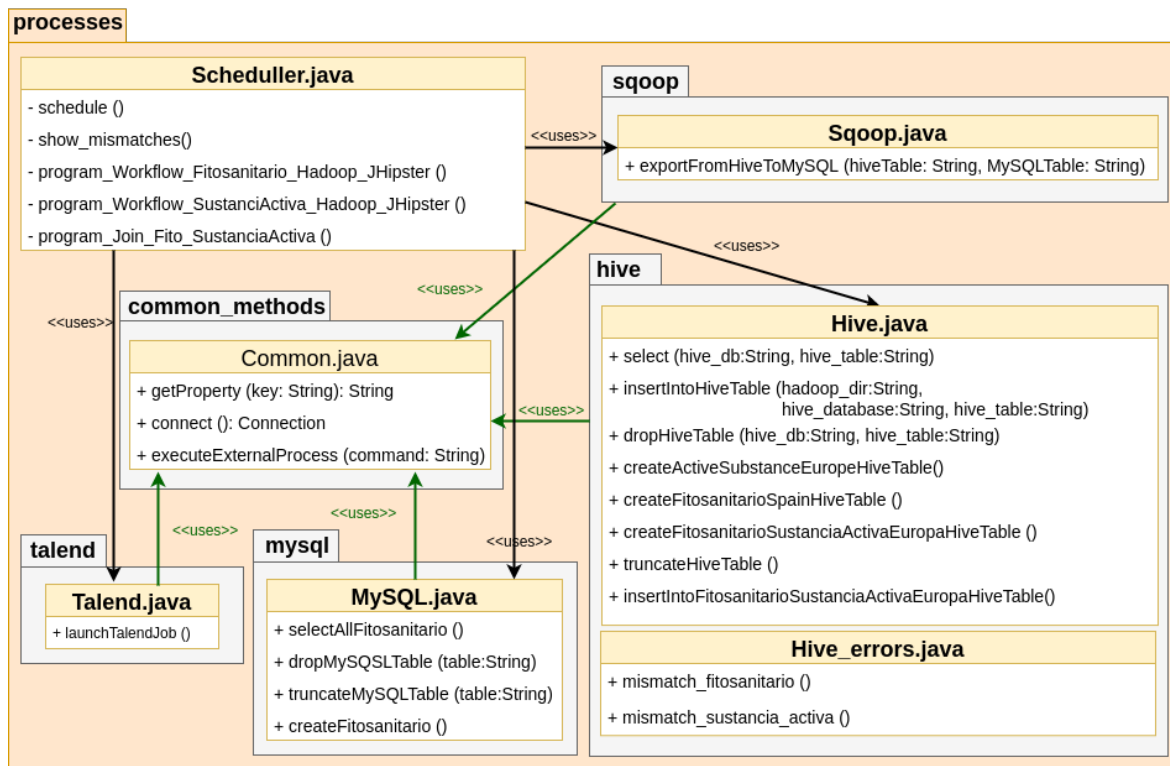 processes
Scheduller.java
- schedule ()
- show_mismatches()
- program_Workflow_Fitosanitario_Hadoop_JHipster ()
- program_Workflow_SustanciActiva_Hadoop_JHipster ()
- program_Join_Fito_SustanciaActiva ()
<<uses>>
sqoop
Sqoop.java
+ exportFromHiveToMySQL (hiveTable: String, MySQLTable: String)
<<uses>>
<<uses>>
<<uses>>
common_methods
Common.java
+ getProperty (key: String): String
+ connect (): Connection
+ executeExternalProcess (command: String)
<<uses>>
hive
Hive.java
+ select (hive_db:String, hive_table:String)
+ insertIntoHiveTable (hadoop_dir:String,
hive_database:String, hive_table:String)
+ dropHiveTable (hive_db:String, hive_table:String)
+ createActiveSubstanceEuropeHiveTable()
+ createFitosanitarioSpainHiveTable ()
+ createFitosanitarioSustanciaActivaEuropaHiveTable ()
+ truncateHiveTable ()
+ insertIntoFitosanitarioSustanciaActivaEuropaHiveTable()
Hive_errors.java
+ mismatch_fitosanitario ()
+ mismatch_sustancia_activa ()
<<uses>>
<<uses>>
<<uses>>
talend
Talend.java
+ launchTalendJob ()
mysql
MySQL.java
+ selectAllFitosanitario ()
+ dropMySQSLTable (table:String)
+ truncateMySQLTable (table:String)
+ createFitosanitario ()